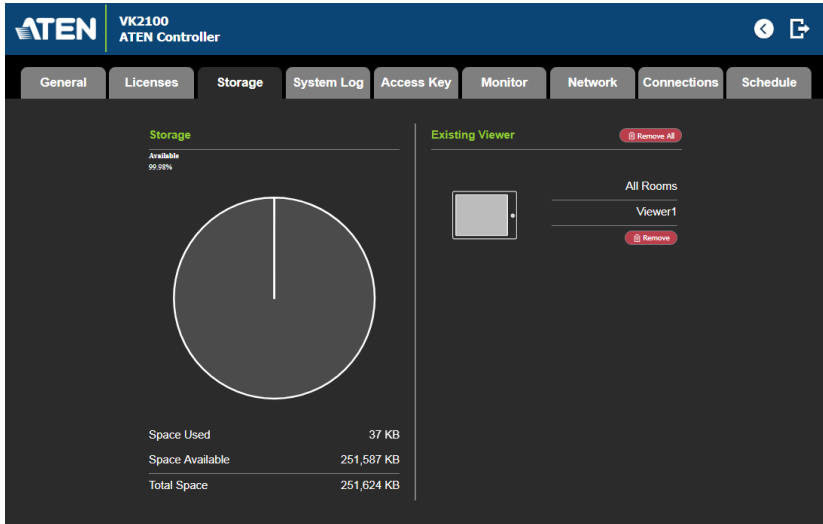 ATEN
VK2100
ATEN Controller
General Licenses Storage System Log Access Key Monitor Network Connections Schedule
Storage
Available
99.98%
Space Used 37 KB
Space Available 251,587 KB
Total Space 251,624 KB
Existing Viewer Remove All
All Rooms
Viewer1
Remove